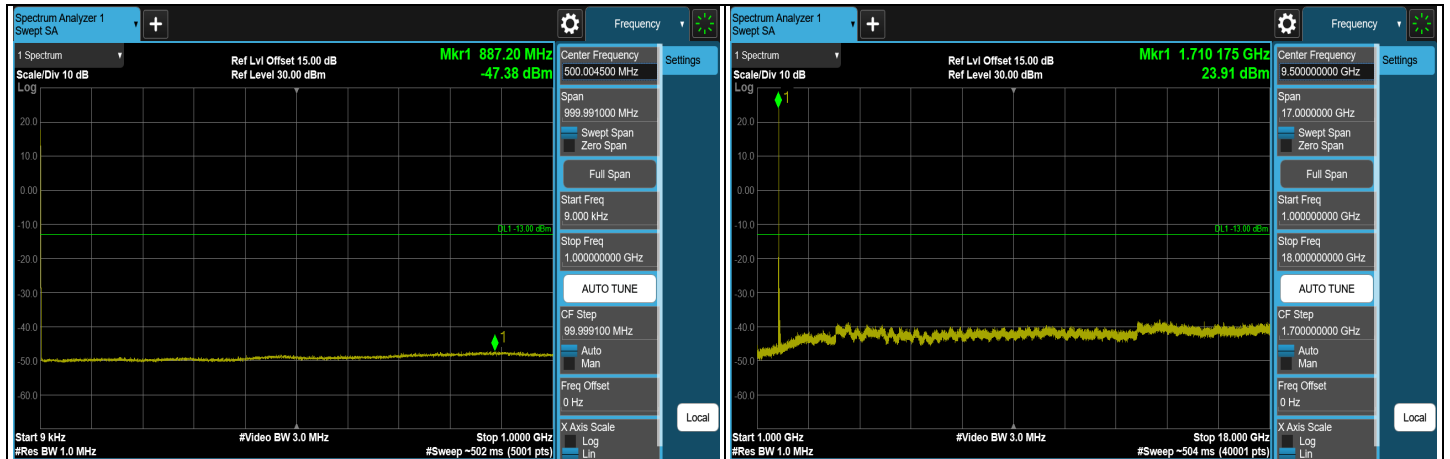 Spectrum Analyzer 1
Swept SA
+
Frequency
1 Spectrum
Scale/Div 10 dB
Log
Ref Lvl Offset 15.00 dB
Ref Level 30.00 dBm
Mkr1 887.20 MHz
-47.38 dBm
20.0
10.0
0.00
-10.0
-20.0
-30.0
-40.0
-50.0
-60.0
DL1 -13.00 dBm
1
Start 9 kHz
#Res BW 1.0 MHz
#Video BW 3.0 MHz
Stop 1.0000 GHz
#Sweep ~502 ms (5001 pts)
Center Frequency
500.004500 MHz
Span
999.991000 MHz
Swept Span
Zero Span
Full Span
Start Freq
9.000 kHz
Stop Freq
1.000000000 GHz
AUTO TUNE
CF Step
99.999100 MHz
Auto
Man
Freq Offset
0 Hz
X Axis Scale
Log
Lin
Settings
Local
Spectrum Analyzer 1
Swept SA
+
Frequency
1 Spectrum
Scale/Div 10 dB
Log
Ref Lvl Offset 15.00 dB
Ref Level 30.00 dBm
Mkr1 1.710 175 GHz
23.91 dBm
1
20.0
10.0
0.00
-10.0
-20.0
-30.0
-40.0
-50.0
-60.0
DL1 -13.00 dBm
Start 1.000 GHz
#Res BW 1.0 MHz
#Video BW 3.0 MHz
Stop 18.000 GHz
#Sweep ~504 ms (40001 pts)
Center Frequency
9.500000000 GHz
Span
17.0000000 GHz
Swept Span
Zero Span
Full Span
Start Freq
1.000000000 GHz
Stop Freq
18.000000000 GHz
AUTO TUNE
CF Step
1.700000000 GHz
Auto
Man
Freq Offset
0 Hz
X Axis Scale
Log
Lin
Settings
Local